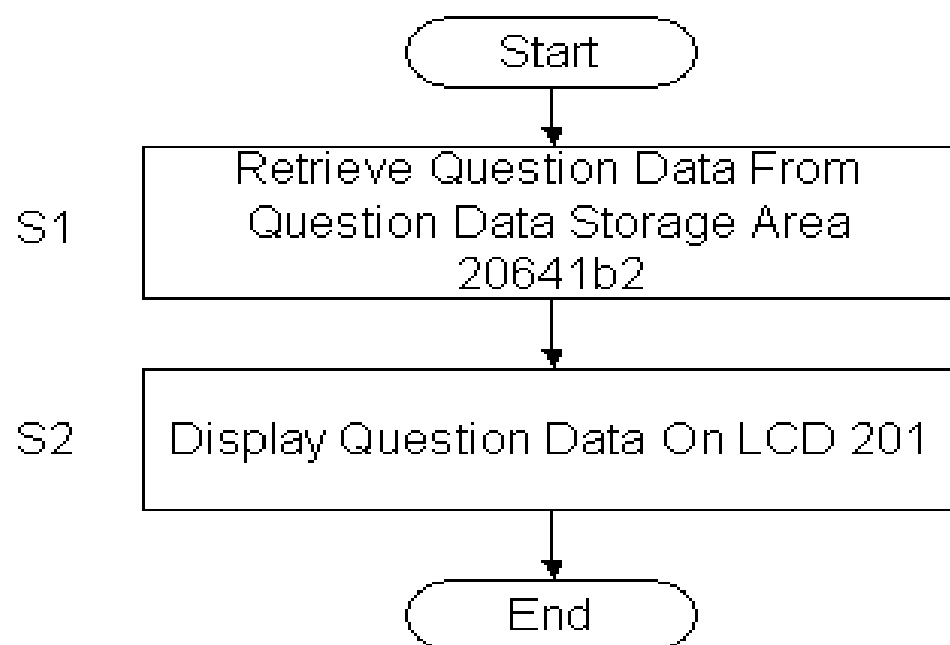 Start
S1
Retrieve Question Data From
Question Data Storage Area
20641b2
S2
Display Question Data On LCD 201
End